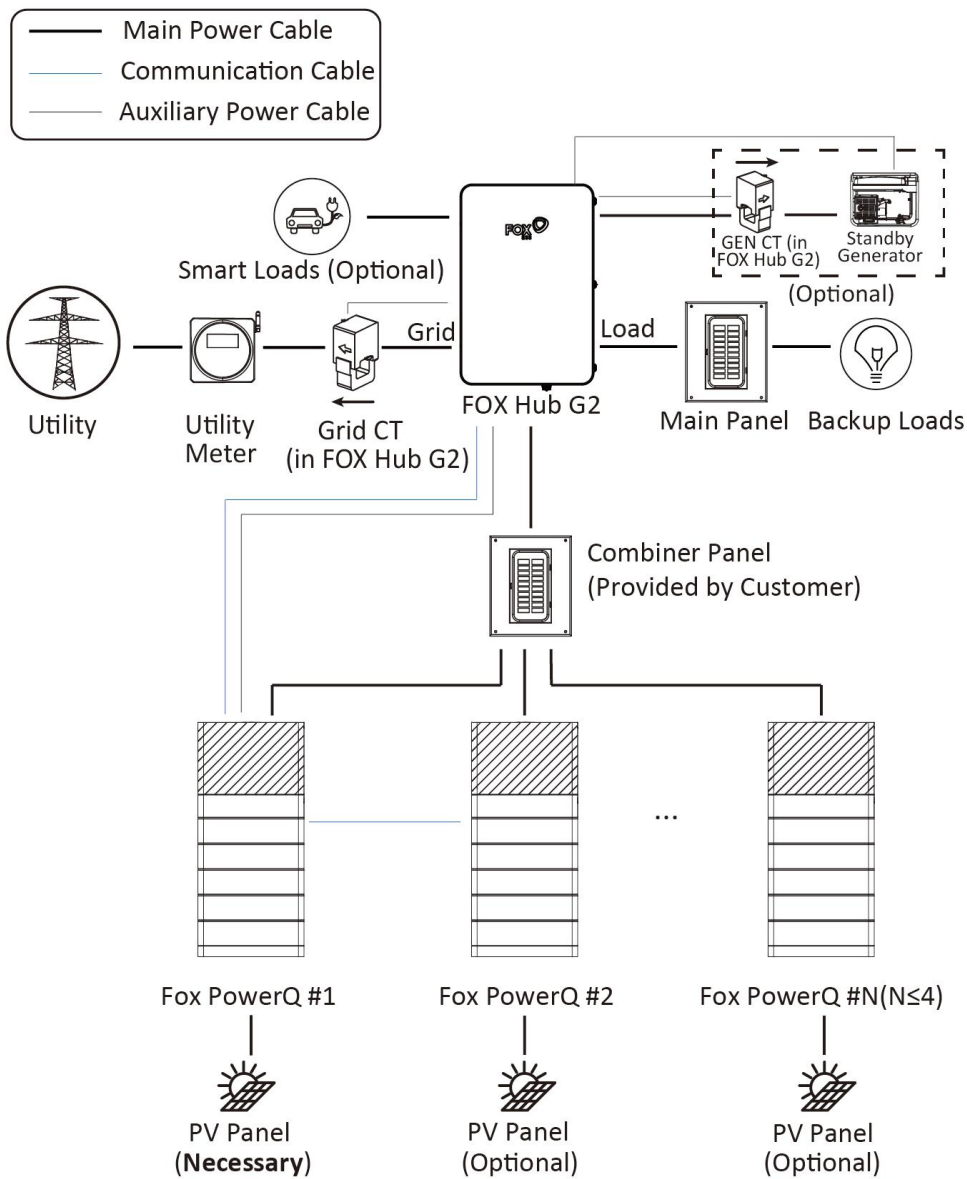 Main Power Cable
Communication Cable
Auxiliary Power Cable
FOX
Smart Loads (Optional)
GEN CT (in
FOX Hub G2)
Standby
Generator
(Optional)
Grid
Load
Utility
Utility
Meter
Grid CT
(in FOX Hub G2)
FOX Hub G2
Main Panel
Backup Loads
Combiner Panel
(Provided by Customer)
...
Fox PowerQ #1
Fox PowerQ #2
Fox PowerQ #N(N≤4)
PV Panel
(Necessary)
PV Panel
(Optional)
PV Panel
(Optional)